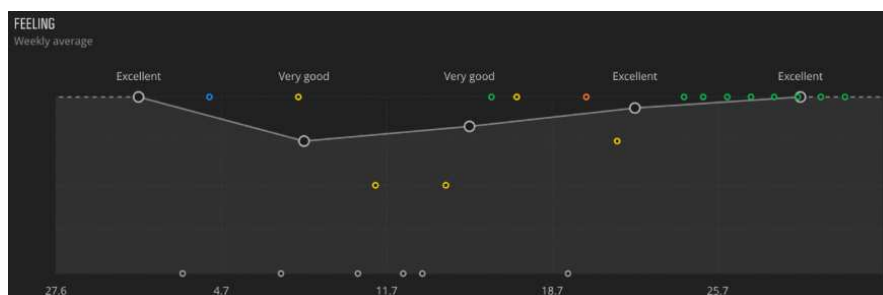 FEELING
Weekly average
Excellent Very good Very good Excellent Excellent
27.6 4.7 11.7 18.7 25.7